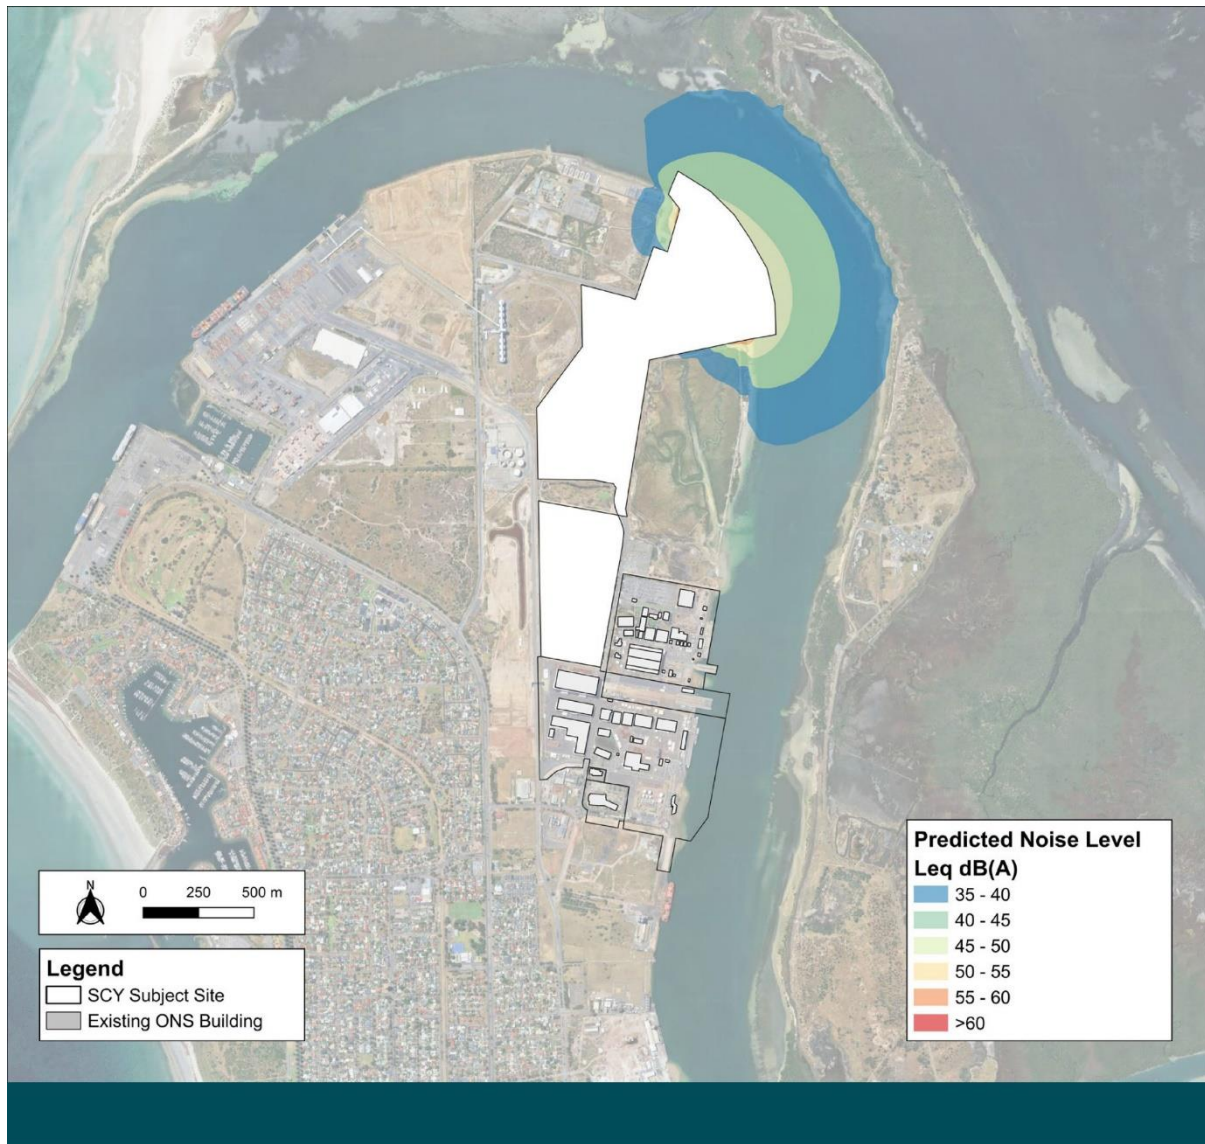 Predicted Noise Level
Leq dB(A)
35 - 40
40 - 45
45 - 50
50 - 55
55 - 60
>60
N
0 250 500 m
Legend
SCY Subject Site
Existing ONS Building